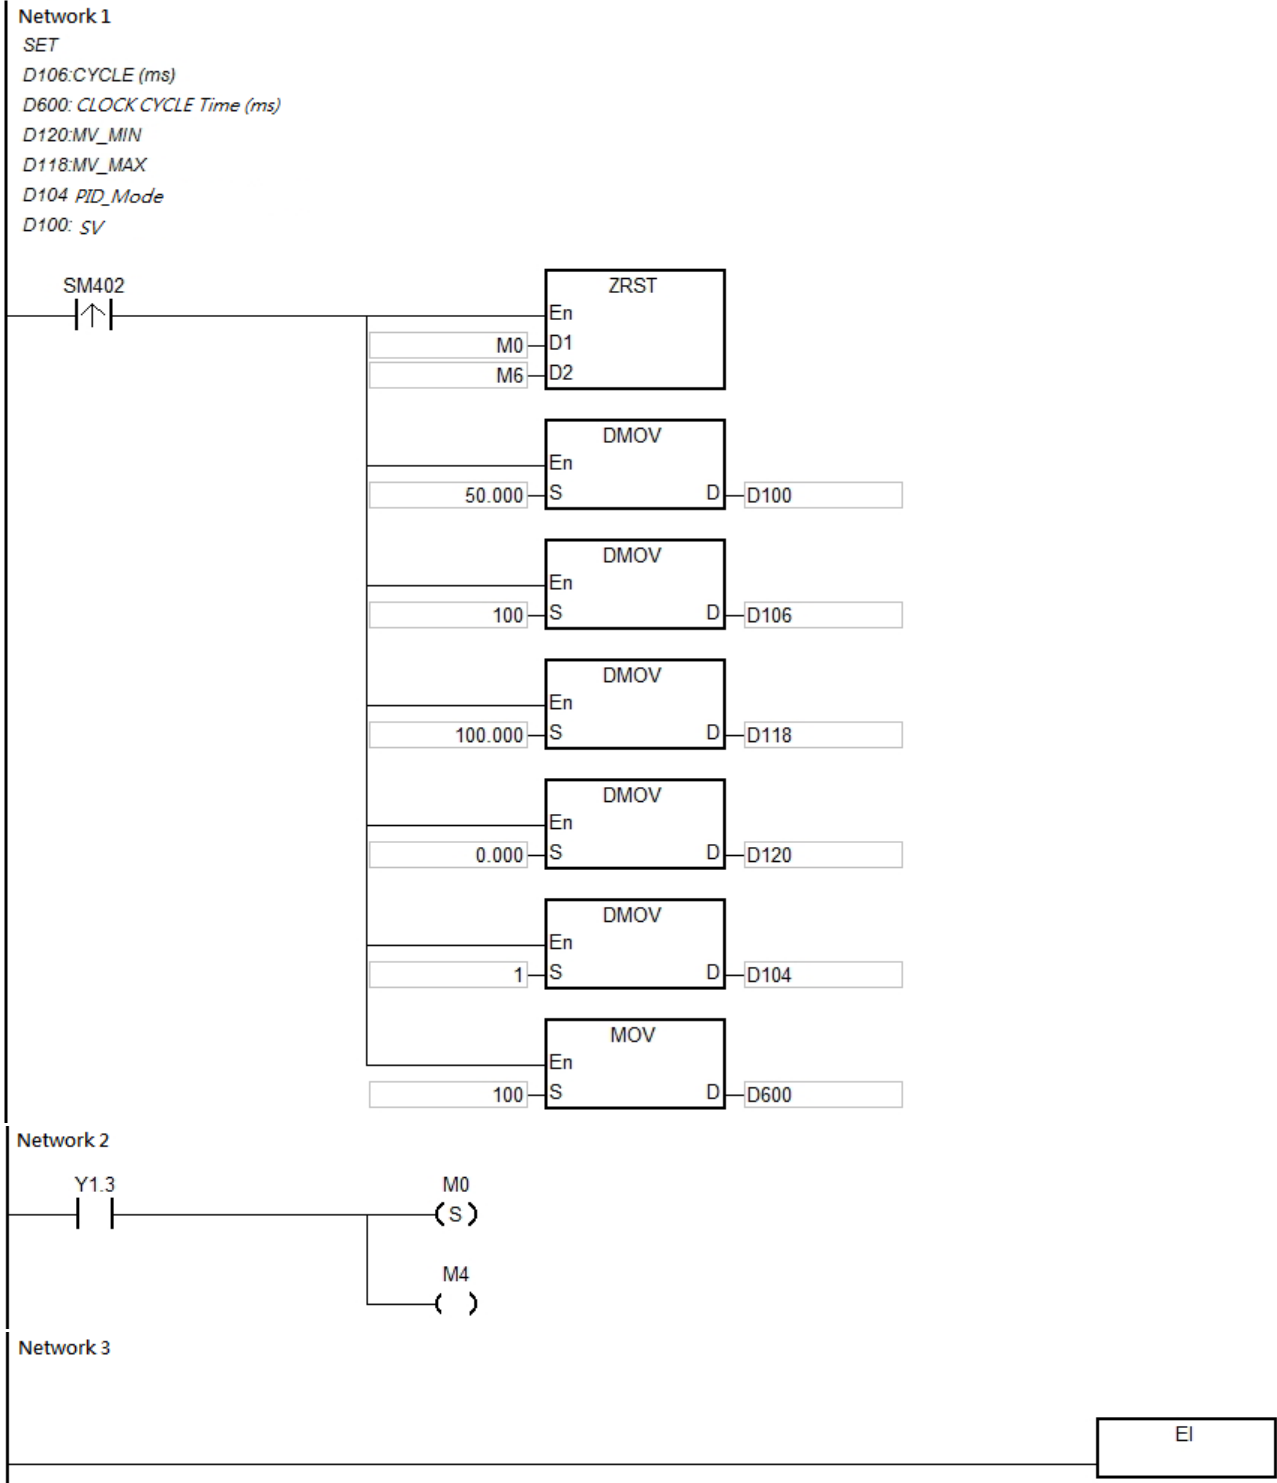 Network 1
SET
D106:CYCLE (ms)
D600: CLOCK CYCLE Time (ms)
D120:MV_MIN
D118:MV_MAX
D104 PID_Mode
D100: SV
SM402
ZRST
En
M0 D1
M6 D2
DMOV
En
50.000 S D D100
DMOV
En
100 S D D106
DMOV
En
100.000 S D D118
DMOV
En
0.000 S D D120
DMOV
En
1 S D D104
MOV
En
100 S D D600
Network 2
Y1.3 M0
S
M4
Network 3
EI